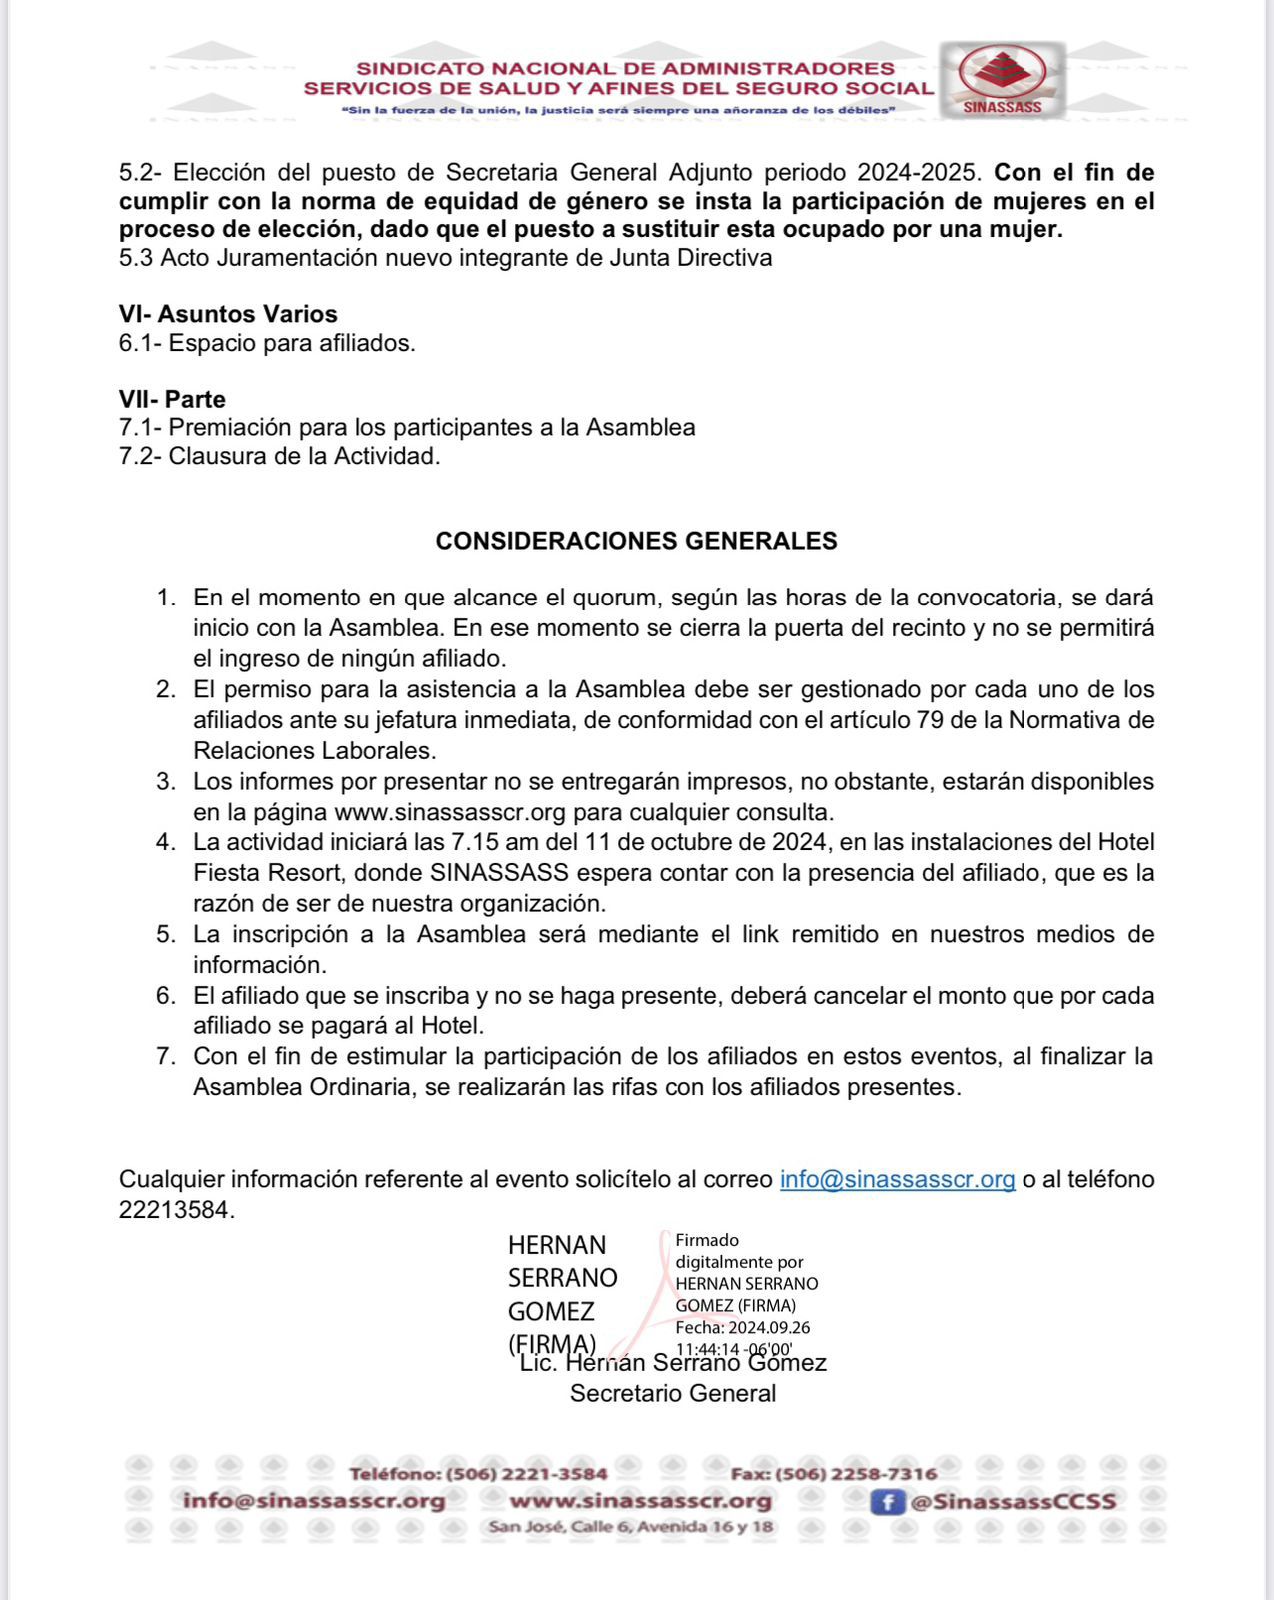 SINDICATO NACIONAL DE ADMINISTRADORES
SERVICIOS DE SALUD Y AFINES DEL SEGURO SOCIAL
“Sin la fuerza de la unión, la justicia será siempre una añoranza de los débiles”
SINASSASS
5.2- Elección del puesto de Secretaria General Adjunto periodo 2024-2025. Con el fin de
cumplir con la norma de equidad de género se insta la participación de mujeres en el
proceso de elección, dado que el puesto a sustituir esta ocupado por una mujer.
5.3 Acto Juramentación nuevo integrante de Junta Directiva
VI- Asuntos Varios
6.1- Espacio para afiliados.
VII- Parte
7.1- Premiación para los participantes a la Asamblea
7.2- Clausura de la Actividad.
CONSIDERACIONES GENERALES
1. En el momento en que alcance el quorum, según las horas de la convocatoria, se dará
inicio con la Asamblea. En ese momento se cierra la puerta del recinto y no se permitirá
el ingreso de ningún afiliado.
2. El permiso para la asistencia a la Asamblea debe ser gestionado por cada uno de los
afiliados ante su jefatura inmediata, de conformidad con el artículo 79 de la Normativa de
Relaciones Laborales.
3. Los informes por presentar no se entregarán impresos, no obstante, estarán disponibles
en la página www.sinassasscr.org para cualquier consulta.
4. La actividad iniciará las 7.15 am del 11 de octubre de 2024, en las instalaciones del Hotel
Fiesta Resort, donde SINASSASS espera contar con la presencia del afiliado, que es la
razón de ser de nuestra organización.
5. La inscripción a la Asamblea será mediante el link remitido en nuestros medios de
información.
6. El afiliado que se inscriba y no se haga presente, deberá cancelar el monto que por cada
afiliado se pagará al Hotel.
7. Con el fin de estimular la participación de los afiliados en estos eventos, al finalizar la
Asamblea Ordinaria, se realizarán las rifas con los afiliados presentes.
Cualquier información referente al evento solicítelo al correo info@sinassasscr.org o al teléfono
22213584.
HERNAN
SERRANO
GOMEZ
(FIRMA)
Firmado
digitalmente por
HERNAN SERRANO
GOMEZ (FIRMA)
Fecha: 2024.09.26
11:44:14 -06'00'
Lic. Hernán Serrano Gómez
Secretario General
Teléfono: (506) 2221-3584 Fax: (506) 2258-7316
info@sinassasscr.org www.sinassasscr.org f @SinassassCCSS
San José, Calle 6, Avenida 16 y 18